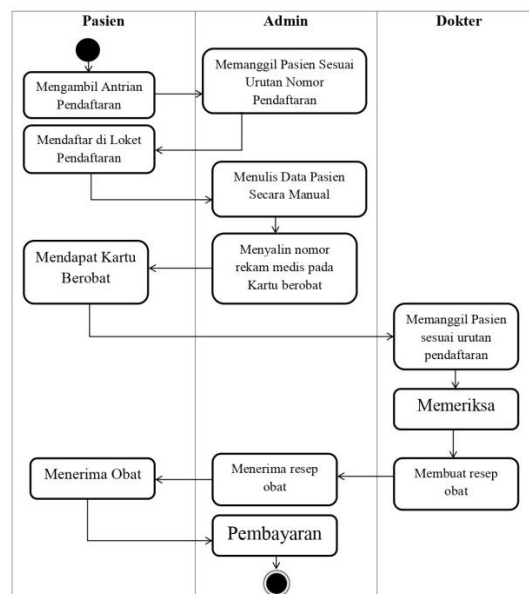 Pasien
Admin
Dokter
Mengambil Antrian
Pendaftaran
Memanggil Pasien Sesuai
Urutan Nomor
Pendaftaran
Mendaftar di Loket
Pendaftaran
Menulis Data Pasien
Secara Manual
Mendapat Kartu
Berobat
Menyalin nomor
rekam medis pada
Kartu berobat
Memanggil Pasien
sesuai urutan
pendaftaran
Memeriksa
Membuat resep
obat
Menerima resep
obat
Menerima Obat
Pembayaran